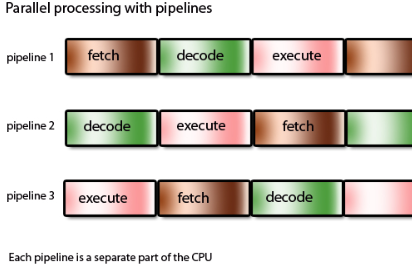 Parallel processing with pipelines
pipeline 1 fetch decode execute
pipeline 2 decode execute fetch
pipeline 3 execute fetch decode
Each pipeline is a separate part of the CPU